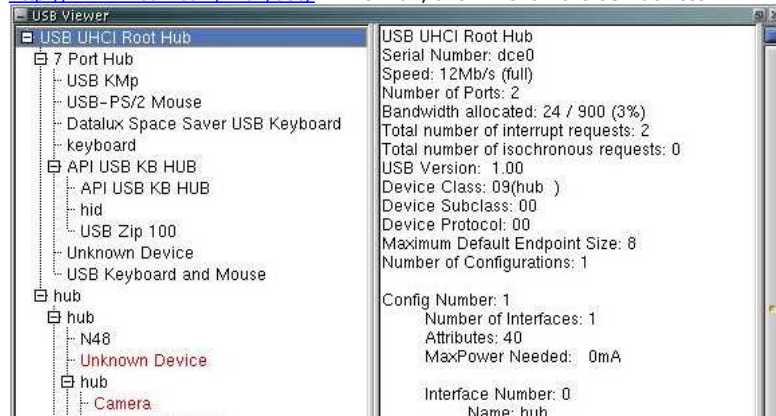 USB Viewer
USB UHCI Root Hub
7 Port Hub
USB KMp
USB-PS/2 Mouse
Datalux Space Saver USB Keyboard
keyboard
API USB KB HUB
API USB KB HUB
hid
USB Zip 100
Unknown Device
USB Keyboard and Mouse
hub
hub
N48
Unknown Device
hub
Camera
USB UHCI Root Hub
Serial Number: dce0
Speed: 12Mb/s (full)
Number of Ports: 2
Bandwidth allocated: 24 / 900 (3%)
Total number of interrupt requests: 2
Total number of isochronous requests: 0
USB Version: 1.00
Device Class: 09(hub )
Device Subclass: 00
Device Protocol: 00
Maximum Default Endpoint Size: 8
Number of Configurations: 1
Config Number: 1
Number of Interfaces: 1
Attributes: 40
MaxPower Needed: 0mA
Interface Number: 0
Name: hub